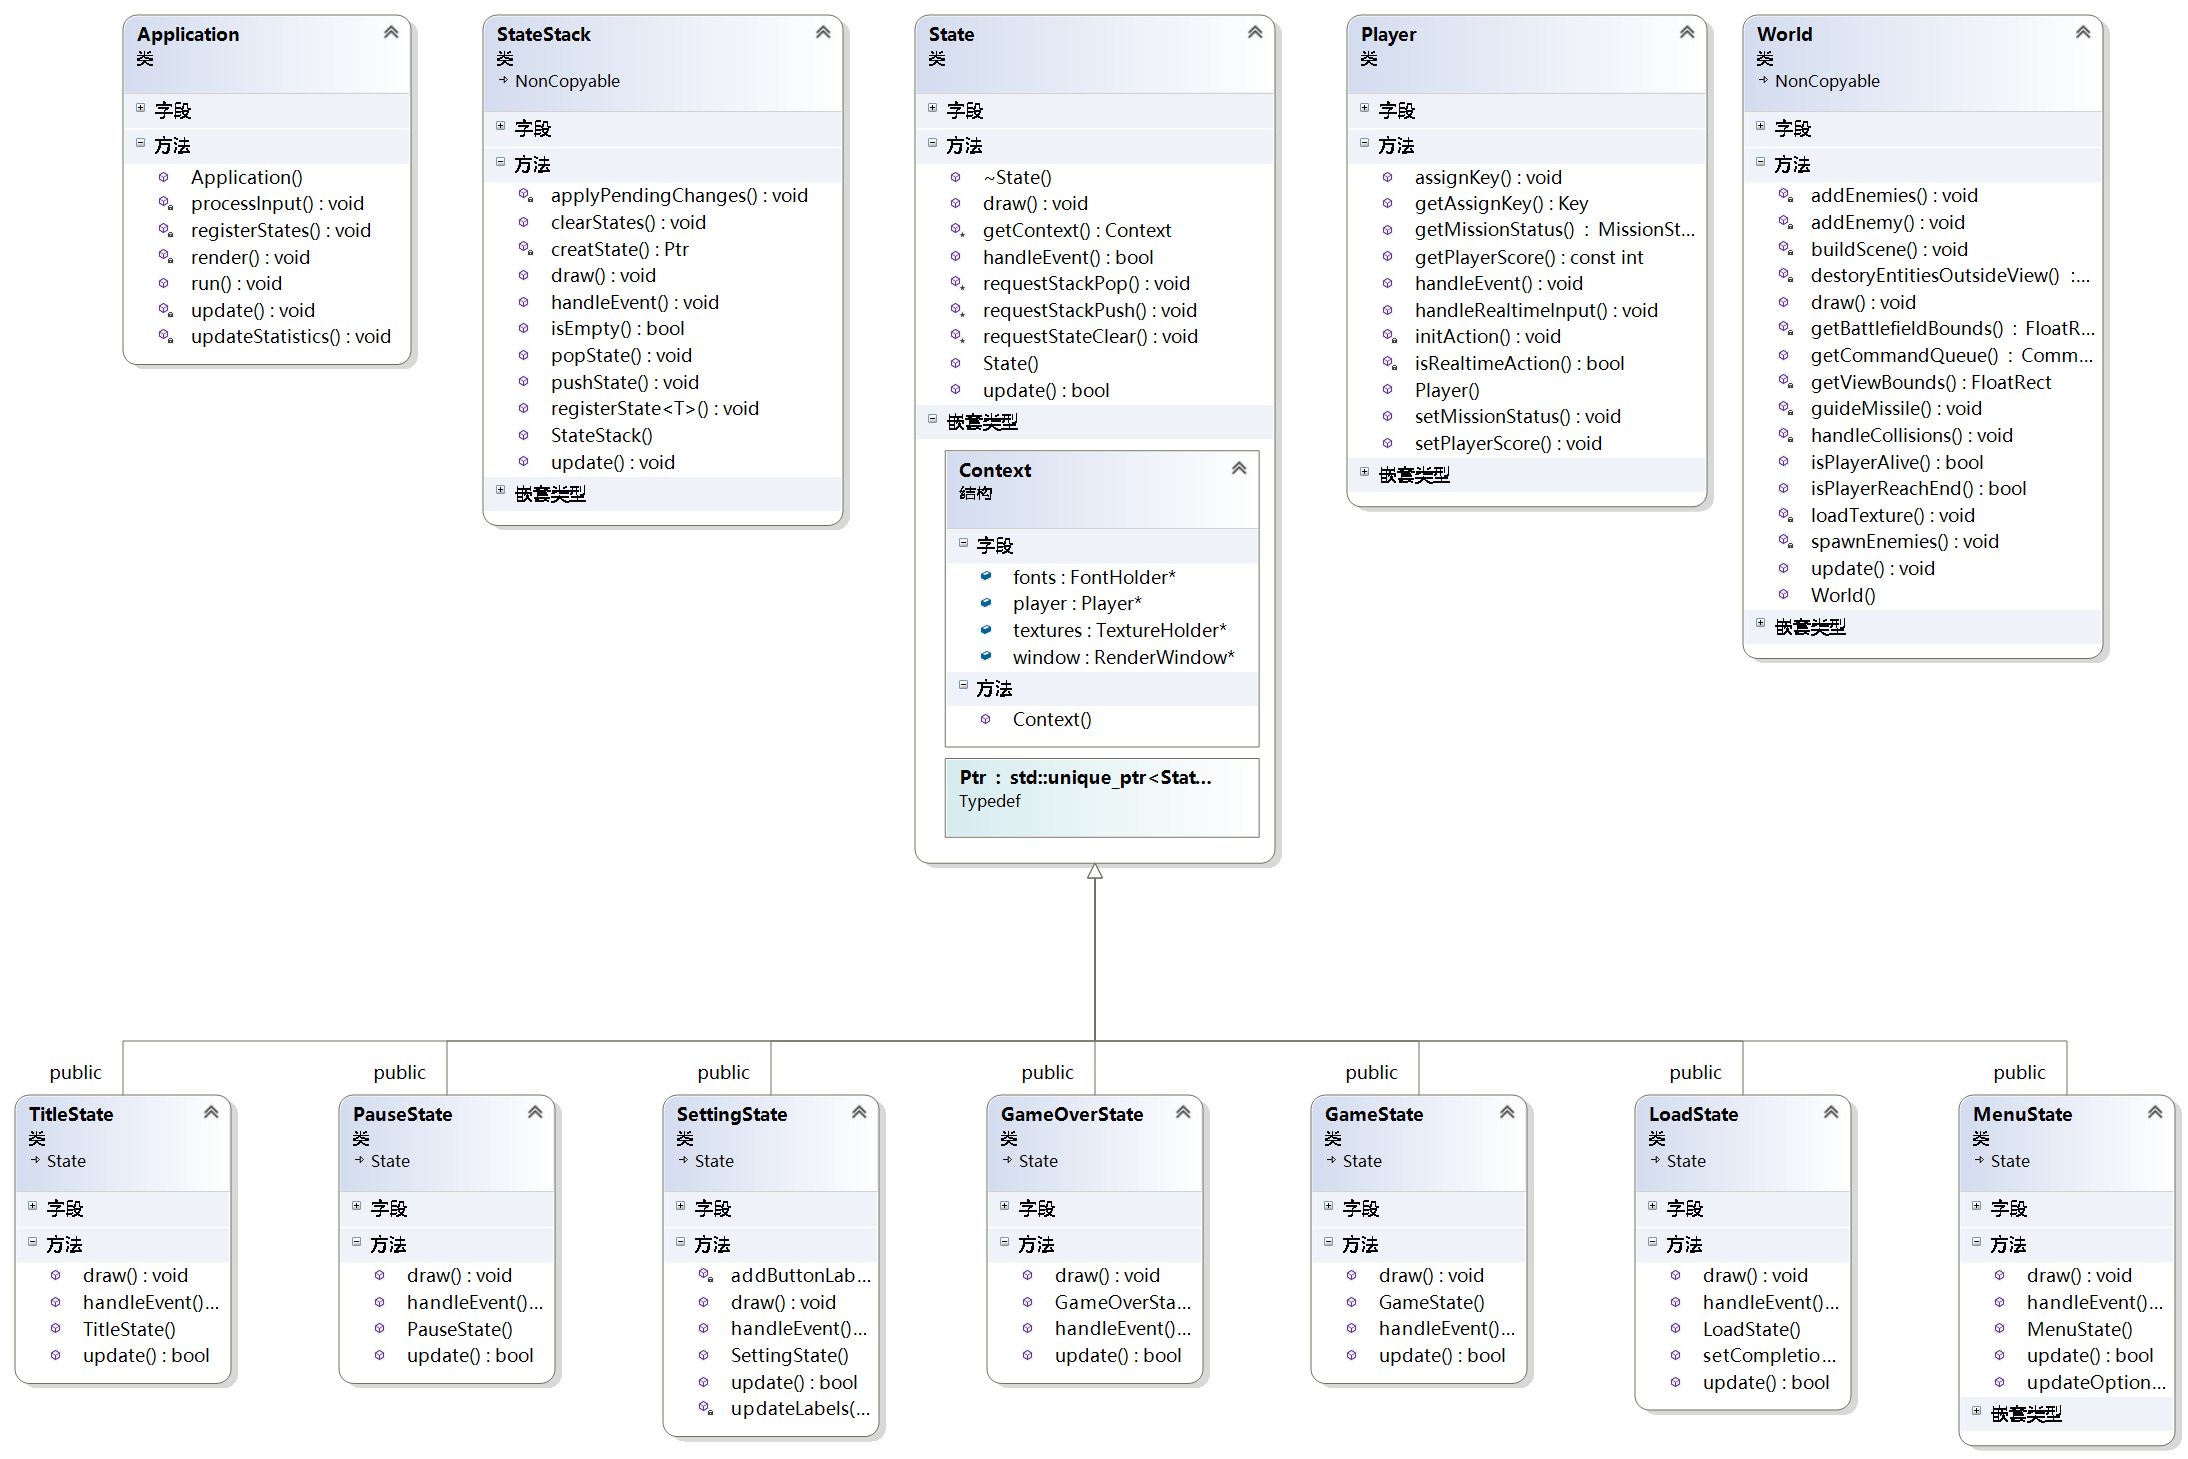 Application
类
字段
方法
Application()
processInput() : void
registerStates() : void
render() : void
run() : void
update() : void
updateStatistics() : void
StateStack
类
NonCopyable
字段
方法
applyPendingChanges() : void
clearStates() : void
creatState() : Ptr
draw() : void
handleEvent() : void
isEmpty() : bool
popState() : void
pushState() : void
registerState<T>() : void
StateStack()
update() : void
嵌套类型
State
类
字段
方法
~State()
draw() : void
getContext() : Context
handleEvent() : bool
requestStackPop() : void
requestStackPush() : void
requestStateClear() : void
State()
update() : bool
嵌套类型
Context
结构
字段
fonts : FontHolder*
player : Player*
textures : TextureHolder*
window : RenderWindow*
方法
Context()
Ptr : std::unique_ptr<Stat...
Typedef
Player
类
字段
方法
assignKey() : void
getAssignKey() : Key
getMissionStatus() : MissionSt...
getPlayerScore() : const int
handleEvent() : void
handleRealtimeInput() : void
initAction() : void
isRealtimeAction() : bool
Player()
setMissionStatus() : void
setPlayerScore() : void
嵌套类型
World
类
NonCopyable
字段
方法
addEnemies() : void
addEnemy() : void
buildScene() : void
destoryEntitiesOutsideView() :...
draw() : void
getBattlefieldBounds() : FloatR...
getCommandQueue() : Comm...
getViewBounds() : FloatRect
guideMissile() : void
handleCollisions() : void
isPlayerAlive() : bool
isPlayerReachEnd() : bool
loadTexture() : void
spawnEnemies() : void
update() : void
World()
嵌套类型
public
TitleState
类
State
字段
方法
draw() : void
handleEvent()...
TitleState()
update() : bool
public
PauseState
类
State
字段
方法
draw() : void
handleEvent()...
PauseState()
update() : bool
public
SettingState
类
State
字段
方法
addButtonLab...
draw() : void
handleEvent()...
SettingState()
update() : bool
updateLabels(...
public
GameOverState
类
State
字段
方法
draw() : void
GameOverSta...
handleEvent()...
update() : bool
public
GameState
类
State
字段
方法
draw() : void
GameState()
handleEvent()...
update() : bool
public
LoadState
类
State
字段
方法
draw() : void
handleEvent()...
LoadState()
setCompletio...
update() : bool
public
MenuState
类
State
字段
方法
draw() : void
handleEvent()...
MenuState()
update() : bool
updateOption...
嵌套类型